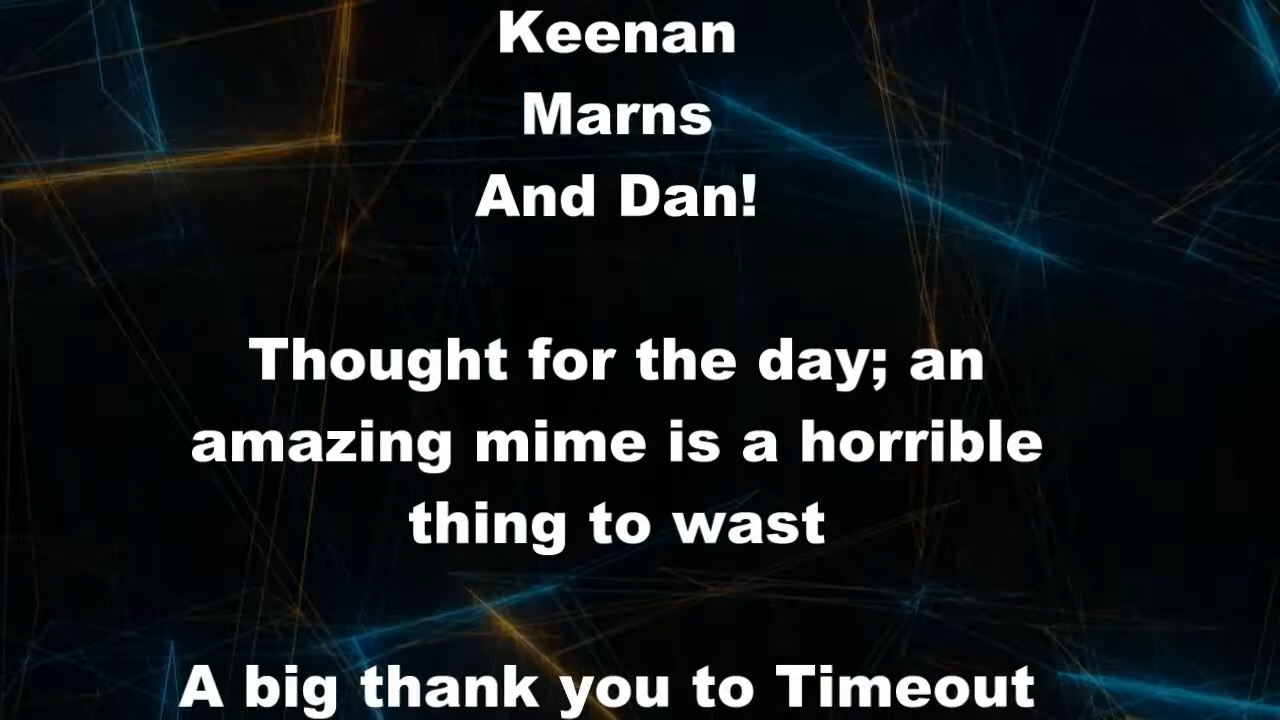 Keenan
Marns
And Dan!
Thought for the day; an
amazing mime is a horrible
thing to wast
A big thank you to Timeout